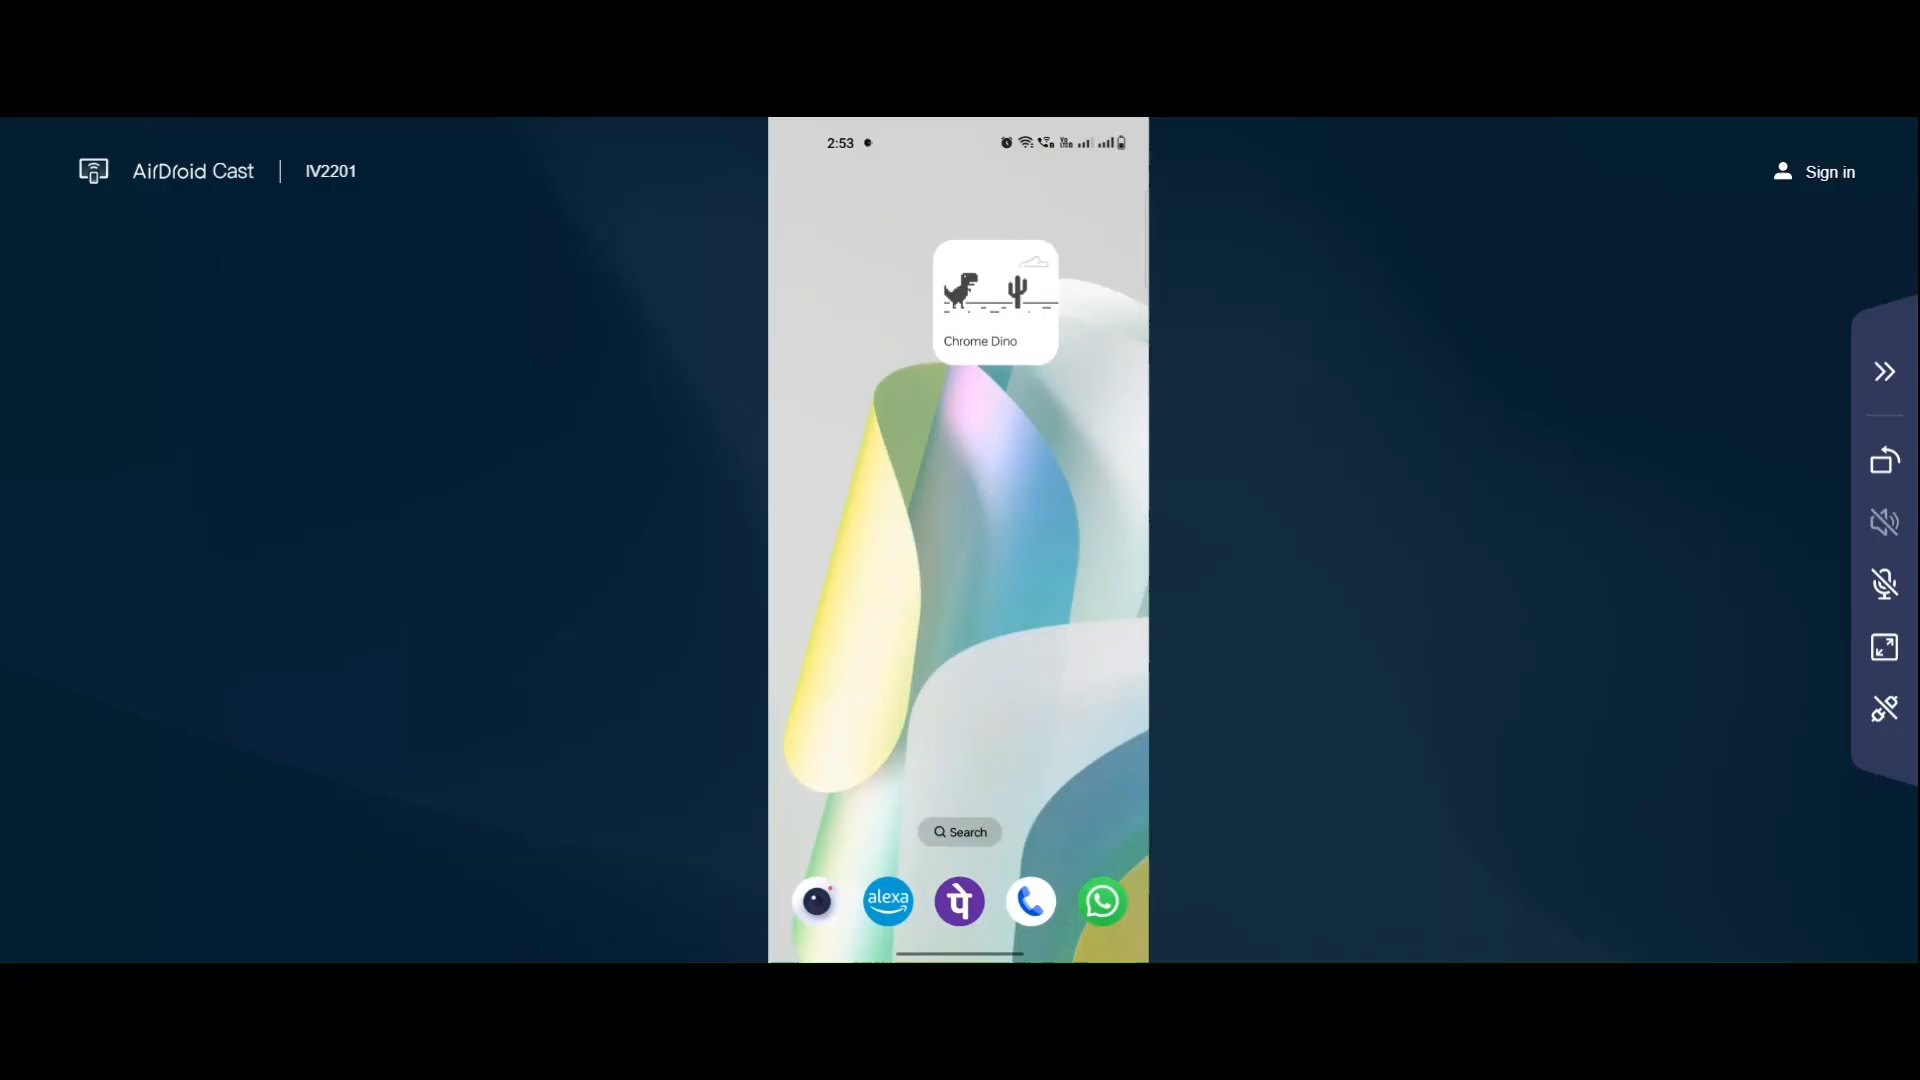 2:53
AirDroid Cast | IV2201
Sign in
Chrome Dino
Search
alexa
पे